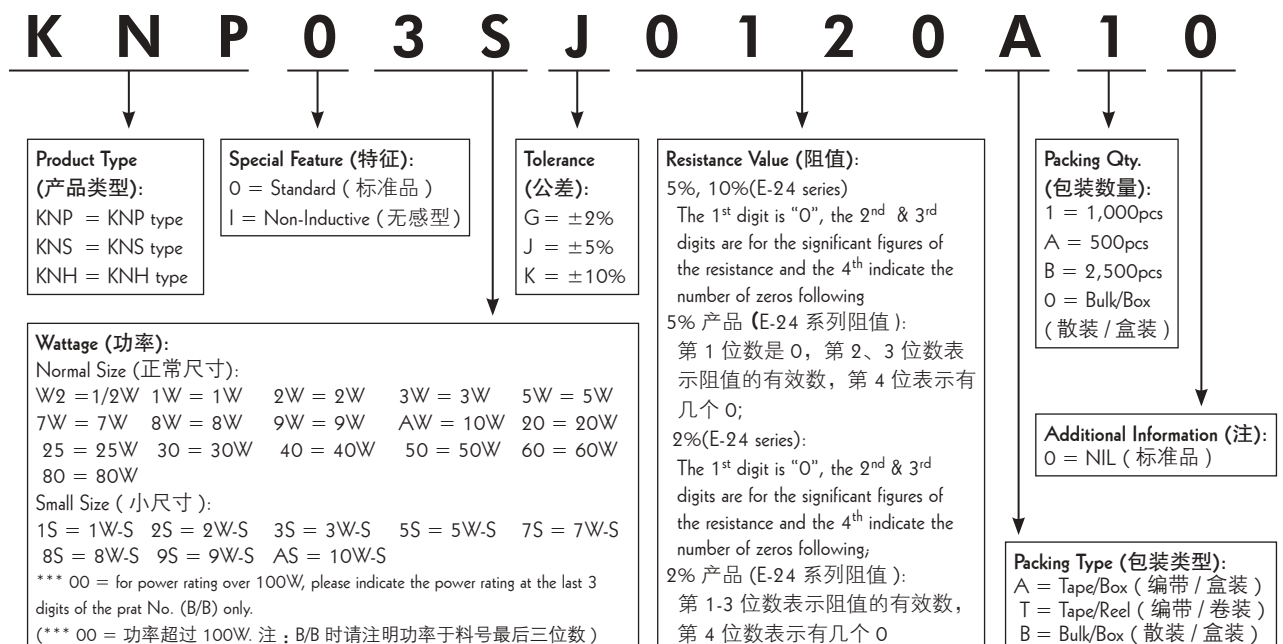 K N P 0 3 S J 0 1 2 0 A 1 0
Product Type
(产品类型):
KNP = KNP type
KNS = KNS type
KNH = KNH type
Special Feature (特征):
0 = Standard ( 标准品 )
I = Non-Inductive ( 无感型 )
Tolerance
(公差):
G = ±2%
J = ±5%
K = ±10%
Resistance Value (阻值):
5%, 10%(E-24 series)
The 1st digit is "0", the 2nd & 3rd
digits are for the significant figures of
the resistance and the 4th indicate the
number of zeros following
5% 产品 (E-24 系列阻值 ):
第 1 位数是 0，第 2、3 位数表
示阻值的有效数，第 4 位表示有
几个 0;
2%(E-24 series):
The 1st digit is "0", the 2nd & 3rd
digits are for the significant figures of
the resistance and the 4th indicate the
number of zeros following;
2% 产品 (E-24 系列阻值 ):
第 1-3 位数表示阻值的有效数，
第 4 位数表示有几个 0
Packing Qty.
(包装数量):
1 = 1,000pcs
A = 500pcs
B = 2,500pcs
0 = Bulk/Box
( 散装 / 盒装 )
Wattage (功率):
Normal Size (正常尺寸):
W2 =1/2W 1W = 1W 2W = 2W 3W = 3W 5W = 5W
7W = 7W 8W = 8W 9W = 9W AW = 10W 20 = 20W
25 = 25W 30 = 30W 40 = 40W 50 = 50W 60 = 60W
80 = 80W
Small Size ( 小尺寸 ):
1S = 1W-S 2S = 2W-S 3S = 3W-S 5S = 5W-S 7S = 7W-S
8S = 8W-S 9S = 9W-S AS = 10W-S
*** 00 = for power rating over 100W, please indicate the power rating at the last 3
digits of the prat No. (B/B) only.
(*** 00 = 功率超过 100W. 注 ; B/B 时请注明功率于料号最后三位数 )
Additional Information (注):
0 = NIL ( 标准品 )
Packing Type (包装类型):
A = Tape/Box ( 编带 / 盒装 )
T = Tape/Reel ( 编带 / 卷装 )
B = Bulk/Box ( 散装 / 盒装 )